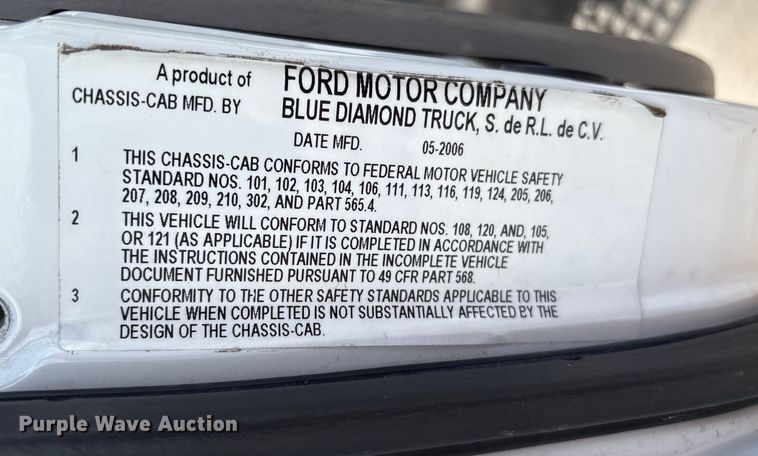 A product of FORD MOTOR COMPANY
CHASSIS-CAB MFD. BY BLUE DIAMOND TRUCK, S. de R.L. de C.V.
DATE MFD. 05-2006
1 THIS CHASSIS-CAB CONFORMS TO FEDERAL MOTOR VEHICLE SAFETY
STANDARD NOS. 101, 102, 103, 104, 106, 111, 113, 116, 119, 124, 205, 206,
207, 208, 209, 210, 302, AND PART 565.4.
2 THIS VEHICLE WILL CONFORM TO STANDARD NOS. 108, 120, AND, 105,
OR 121 (AS APPLICABLE) IF IT IS COMPLETED IN ACCORDANCE WITH
THE INSTRUCTIONS CONTAINED IN THE INCOMPLETE VEHICLE
DOCUMENT FURNISHED PURSUANT TO 49 CFR PART 568.
3 CONFORMITY TO THE OTHER SAFETY STANDARDS APPLICABLE TO THIS
VEHICLE WHEN COMPLETED IS NOT SUBSTANTIALLY AFFECTED BY THE
DESIGN OF THE CHASSIS-CAB.
Purple Wave Auction